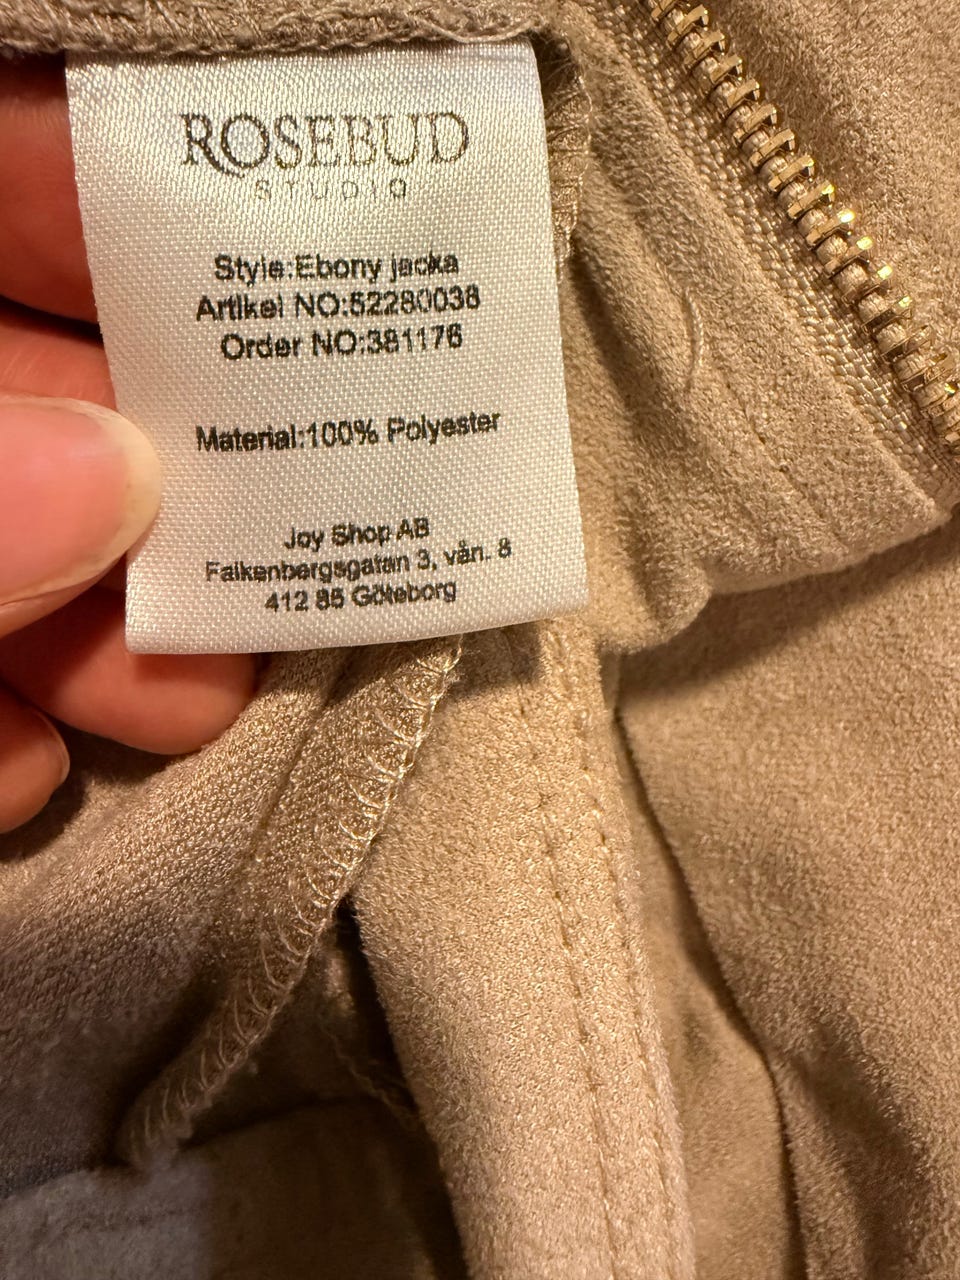 ROSEBUD
STUDIO
Style:Ebony jacka
Artikel NO:52280038
Order NO:381176
Material:100% Polyester
Joy Shop AB
Falkenbergsgatan 3, vån. 8
412 85 Göteborg